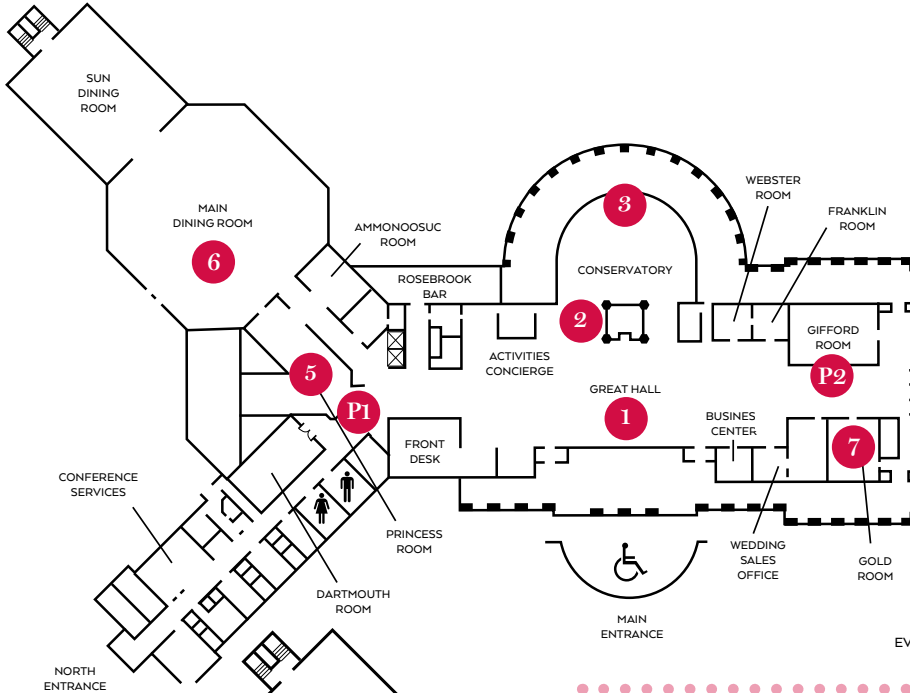 SUN
DINING
ROOM
MAIN
DINING ROOM
6
AMMONOOSUC
ROOM
ROSEBROOK
BAR
3
CONSERVATORY
2
ACTIVITIES
CONCIERGE
WEBSTER
ROOM
FRANKLIN
ROOM
GIFFORD
ROOM
P2
5
P1
GREAT HALL
1
BUSINES
CENTER
7
FRONT
DESK
CONFERENCE
SERVICES
PRINCESS
ROOM
DARTMOUTH
ROOM
WEDDING
SALES
OFFICE
GOLD
ROOM
MAIN
ENTRANCE
NORTH
ENTRANCE
EV